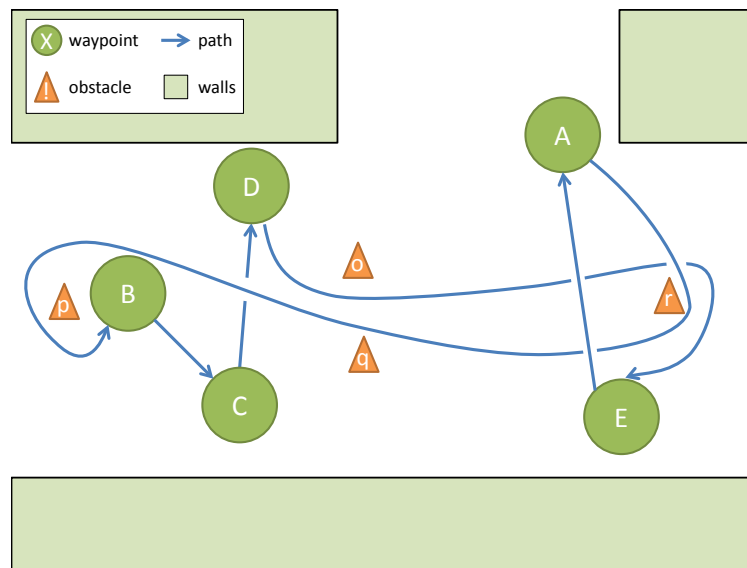 X waypoint → path
! obstacle walls
A
D
o
B
p
r
q
C
E